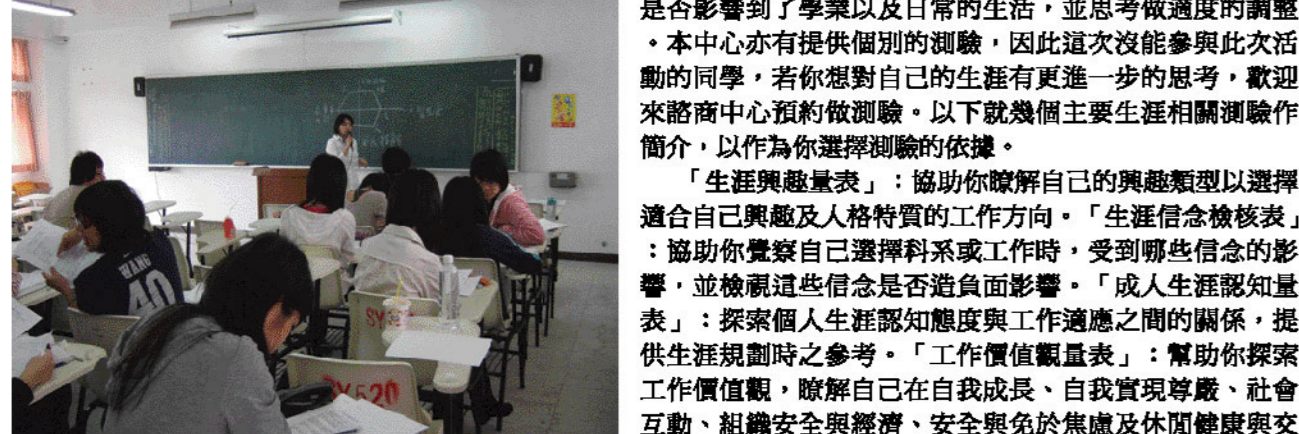 WANG
40
SY520
是否影響到了學業以及日常的生活，並思考做適度的調整
。本中心亦有提供個別的測驗，因此這次沒能參與此次活
動的同學，若你想對自己的生涯有更進一步的思考，歡迎
來諮商中心預約做測驗。以下就幾個主要生涯相關測驗作
簡介，以作為你選擇測驗的依據。
「生涯興趣量表」：協助你瞭解自己的興趣類型以選擇
適合自己興趣及人格特質的工作方向。「生涯信念檢核表」
：協助你覺察自己選擇科系或工作時，受到哪些信念的影
響，並檢視這些信念是否造負面影響。「成人生涯認知量
表」：探索個人生涯認知態度與工作適應之間的關係，提
供生涯規劃時之參考。「工作價值觀量表」：幫助你探索
工作價值觀，瞭解自己在自我成長、自我實現尊嚴、社會
互動、組織安全與經濟、安全與免於焦慮及休閒健康與交